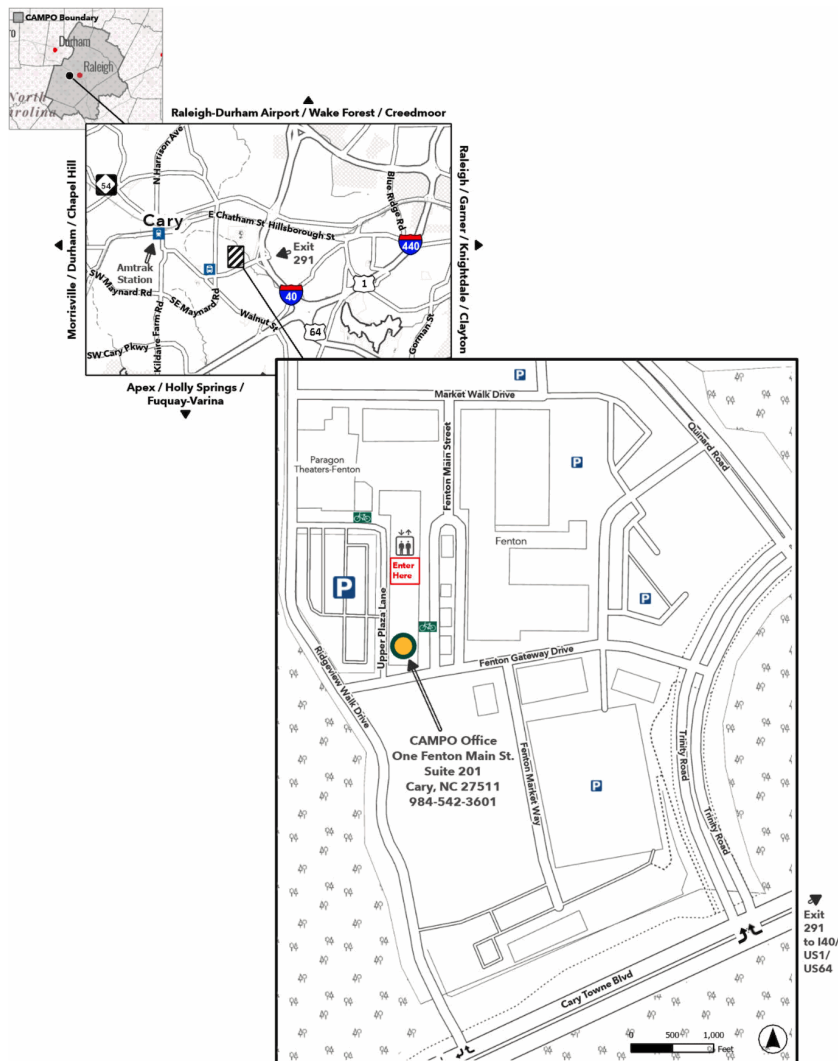 CAMPO Boundary
Durham
Raleigh
North
Carolina
Raleigh-Durham Airport / Wake Forest / Creedmoor
Morrisville / Durham / Chapel Hill
Raleigh / Garner / Knightdale / Clayton
N Harrison Ave
54
Cary
E Chatham St
Hillsborough St
Blue Ridge Rd
Exit
291
440
Amtrak
Station
SW Maynard Rd
SE Maynard Rd
40
1
64
Walnut St
Gorman St
SW Cary Pkwy
Kildaire Farm Rd
Apex / Holly Springs /
Fuquay-Varina
P
Market Walk Drive
Quinard Road
Paragon
Theaters-Fenton
Fenton Main Street
P
Fenton
Enter
Here
P
P
Upper Plaza Lane
Ridgeview Walk Drive
Fenton Gateway Drive
CAMPO Office
One Fenton Main St.
Suite 201
Cary, NC 27511
984-542-3601
Fenton Market Way
P
Trinity Road
Trinity Road
Exit
291
to I40/
US1/
US64
Cary Towne Blvd
0 500 1,000
Feet